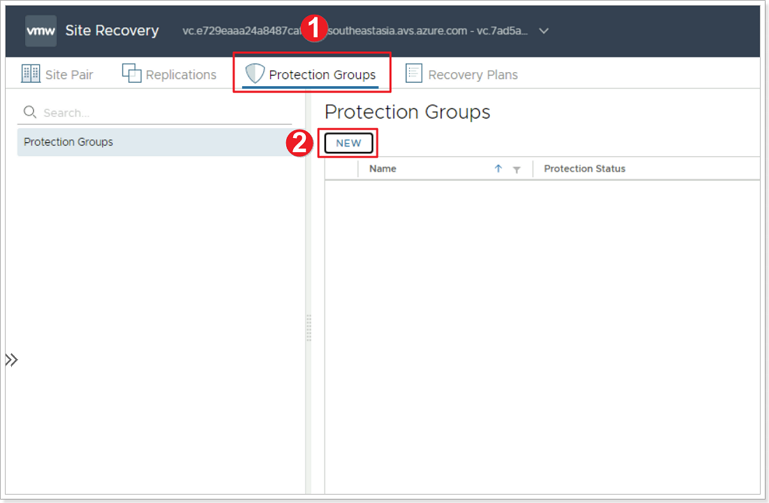 vmw Site Recovery vc.e729eaaa24a8487ca southeastasia.avs.azure.com - vc.7ad5a...
1
Site Pair Replications Protection Groups Recovery Plans
Search...
Protection Groups
Protection Groups
2
NEW
Name Protection Status